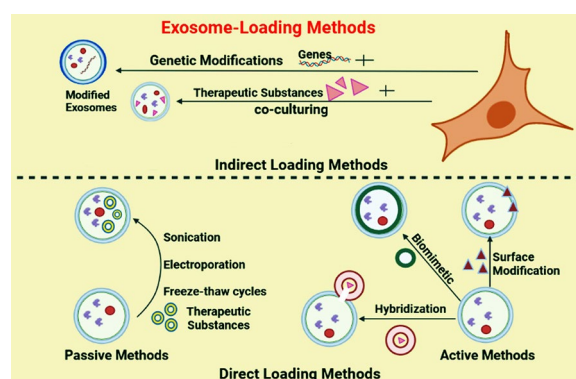 Exosome-Loading Methods
Genetic Modifications
Genes
Modified
Exosomes
Therapeutic Substances
co-culturing
Indirect Loading Methods
Sonication
Electroporation
Freeze-thaw cycles
Therapeutic
Substances
Passive Methods
Biomimetic
Surface
Modification
Hybridization
Active Methods
Direct Loading Methods